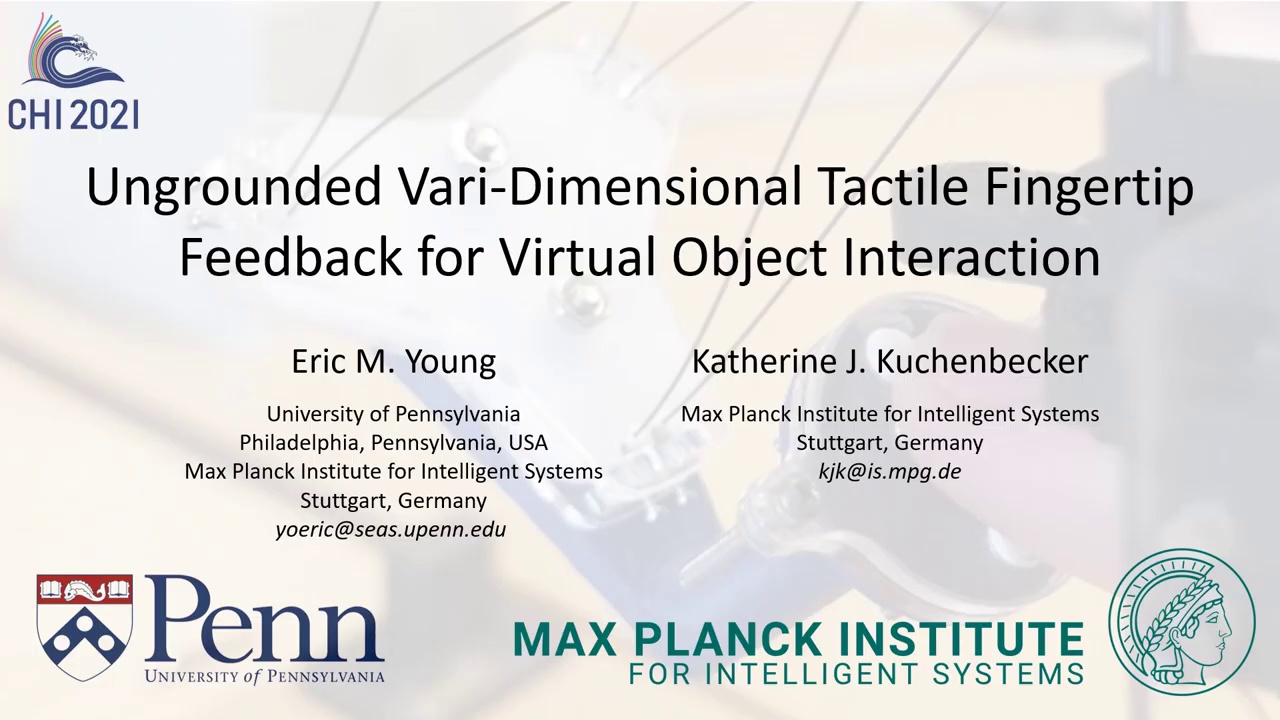 CHI 2021
Ungrounded Vari-Dimensional Tactile Fingertip
Feedback for Virtual Object Interaction
Eric M. Young
University of Pennsylvania
Philadelphia, Pennsylvania, USA
Max Planck Institute for Intelligent Systems
Stuttgart, Germany
yoeric@seas.upenn.edu
Katherine J. Kuchenbecker
Max Planck Institute for Intelligent Systems
Stuttgart, Germany
kjk@is.mpg.de
Penn
UNIVERSITY of PENNSYLVANIA
MAX PLANCK INSTITUTE
FOR INTELLIGENT SYSTEMS